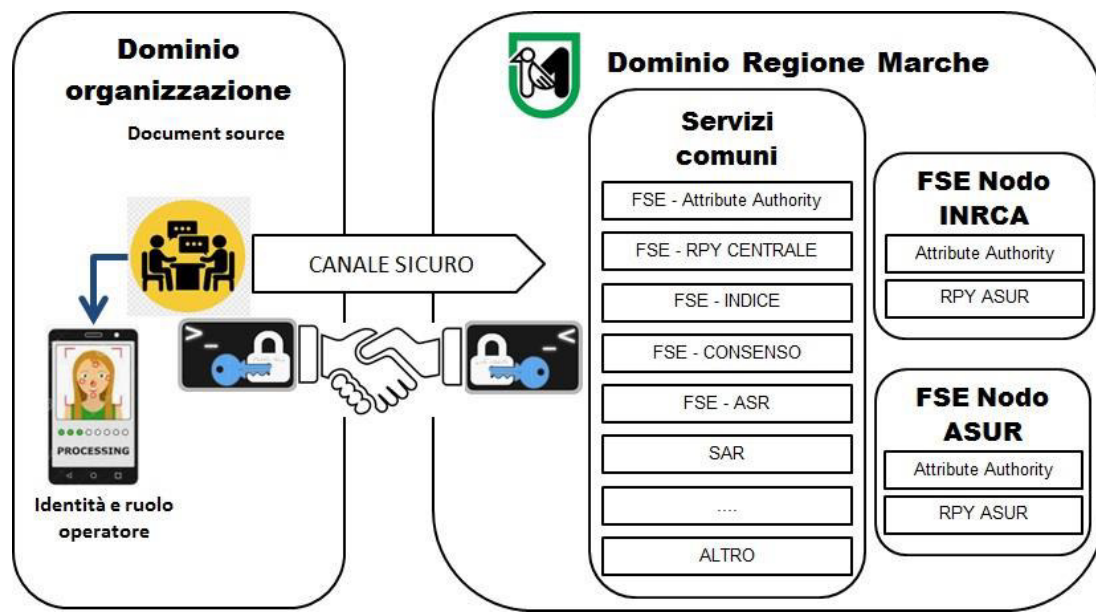 Dominio
organizzazione
Document source
CANALE SICURO
>_
_<
PROCESSING
Identità e ruolo
operatore
Dominio Regione Marche
Servizi
comuni
FSE - Attribute Authority
FSE - RPY CENTRALE
FSE - INDICE
FSE - CONSENSO
FSE - ASR
SAR
....
ALTRO
FSE Nodo
INRCA
Attribute Authority
RPY ASUR
FSE Nodo
ASUR
Attribute Authority
RPY ASUR